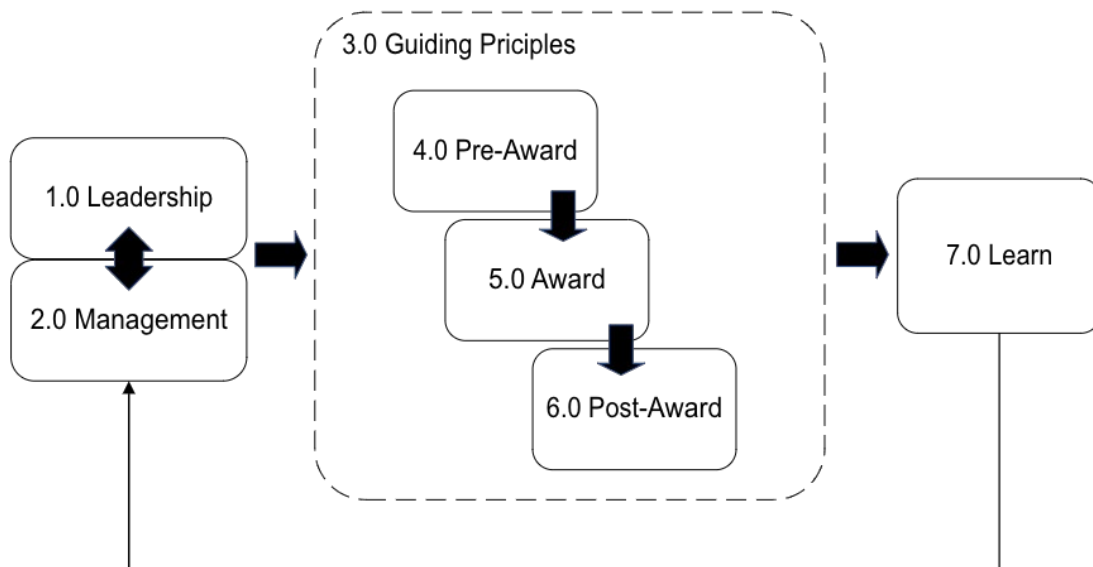 3.0 Guiding Priciples
4.0 Pre-Award
1.0 Leadership
5.0 Award
7.0 Learn
2.0 Management
6.0 Post-Award